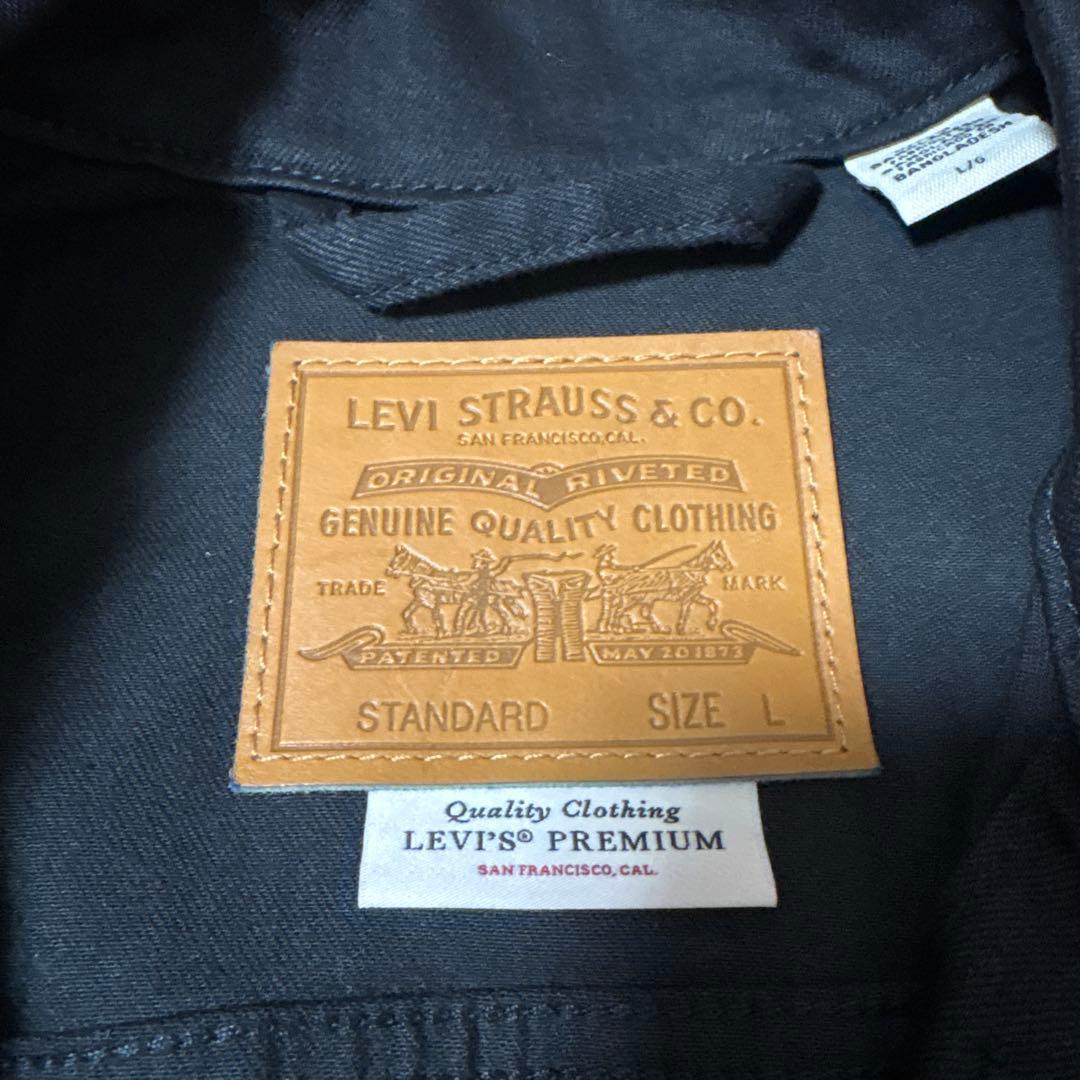 BANGLADESH
L/G
LEVI STRAUSS & CO.
SAN FRANCISCO, CAL.
ORIGINAL RIVETED
GENUINE QUALITY CLOTHING
TRADE MARK
PATENTED MAY 20 1873
STANDARD SIZE L
Quality Clothing
LEVI'S® PREMIUM
SAN FRANCISCO, CAL.